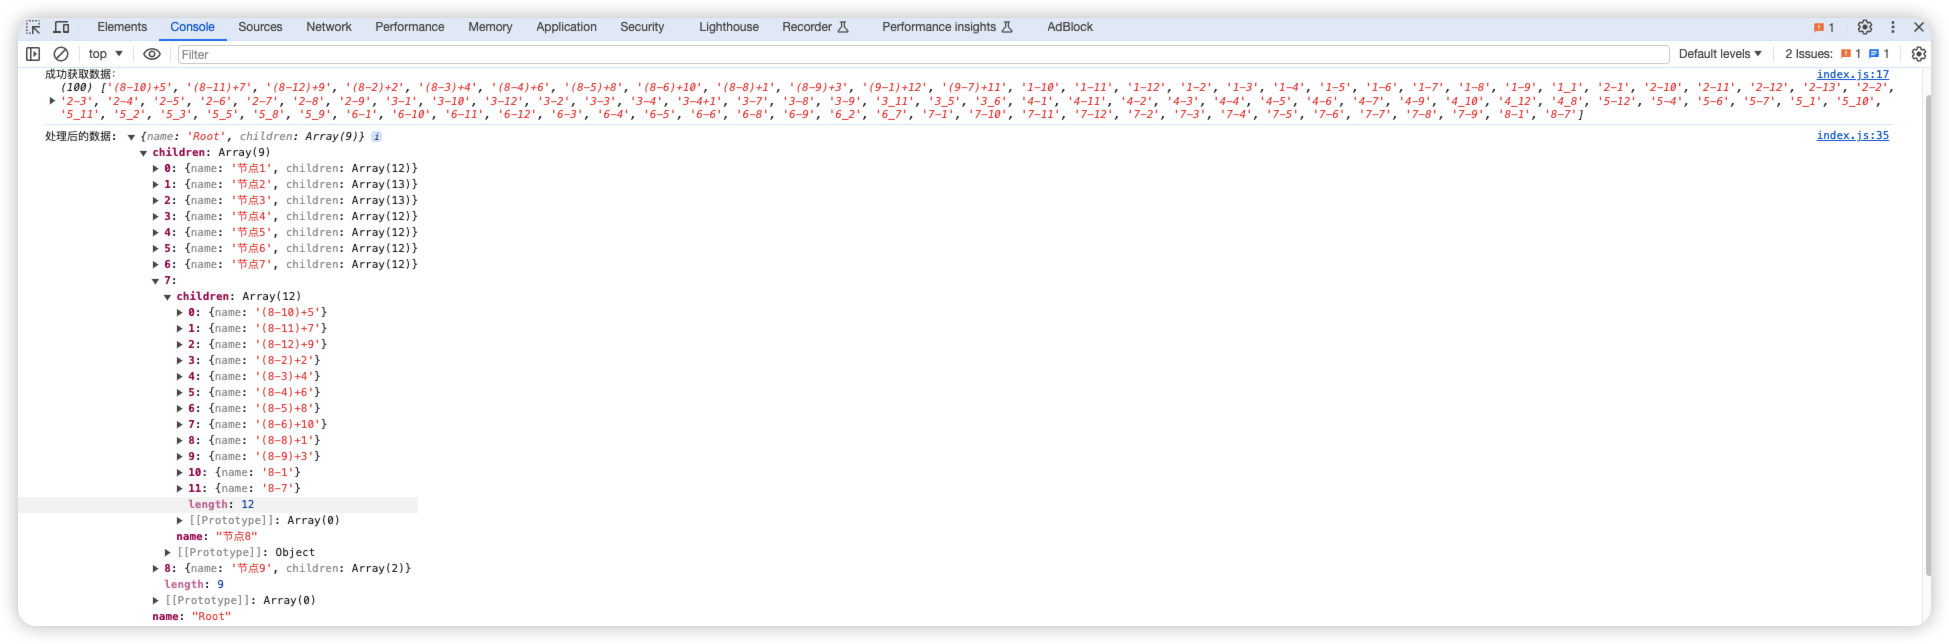 Elements Console Sources Network Performance Memory Application Security Lighthouse Recorder Performance insights AdBlock 1
top Filter Default levels 2 Issues: 1 1
成功获取数据: index.js:17
(100) ['(8-10)+5', '(8-11)+7', '(8-12)+9', '(8-2)+2', '(8-3)+4', '(8-4)+6', '(8-5)+8', '(8-6)+10', '(8-8)+1', '(8-9)+3', '(9-1)+12', '(9-7)+11', '1-10', '1-11', '1-12', '1-2', '1-3', '1-4', '1-5', '1-6', '1-7', '1-8', '1-9', '1_1', '2-1', '2-10', '2-11', '2-12', '2-13', '2-2',
'2-3', '2-4', '2-5', '2-6', '2-7', '2-8', '2-9', '3-1', '3-10', '3-12', '3-2', '3-3', '3-4', '3-4+1', '3-7', '3-8', '3-9', '3_11', '3_5', '3_6', '4-1', '4-11', '4-2', '4-3', '4-4', '4-5', '4-6', '4-7', '4-9', '4_10', '4_12', '4_8', '5-12', '5-4', '5-6', '5-7', '5_1', '5_10',
'5_11', '5_2', '5_3', '5_5', '5_8', '5_9', '6-1', '6-10', '6-11', '6-12', '6-3', '6-4', '6-5', '6-6', '6-8', '6-9', '6_2', '6_7', '7-1', '7-10', '7-11', '7-12', '7-2', '7-3', '7-4', '7-5', '7-6', '7-7', '7-8', '7-9', '8-1', '8-7']
处理后的数据: {name: 'Root', children: Array(9)} i index.js:35
children: Array(9)
0: {name: '节点1', children: Array(12)}
1: {name: '节点2', children: Array(13)}
2: {name: '节点3', children: Array(13)}
3: {name: '节点4', children: Array(12)}
4: {name: '节点5', children: Array(12)}
5: {name: '节点6', children: Array(12)}
6: {name: '节点7', children: Array(12)}
7:
children: Array(12)
0: {name: '(8-10)+5'}
1: {name: '(8-11)+7'}
2: {name: '(8-12)+9'}
3: {name: '(8-2)+2'}
4: {name: '(8-3)+4'}
5: {name: '(8-4)+6'}
6: {name: '(8-5)+8'}
7: {name: '(8-6)+10'}
8: {name: '(8-8)+1'}
9: {name: '(8-9)+3'}
10: {name: '8-1'}
11: {name: '8-7'}
length: 12
[[Prototype]]: Array(0)
name: "节点8"
[[Prototype]]: Object
8: {name: '节点9', children: Array(2)}
length: 9
[[Prototype]]: Array(0)
name: "Root"